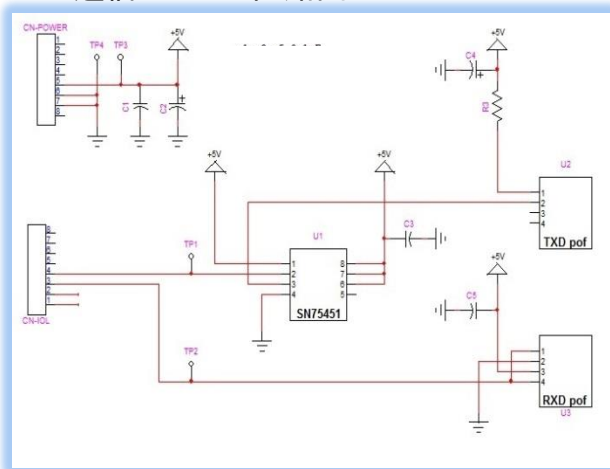 CN-POWER
1
2
3
4
5
6
7
8
TP4
TP3
+5V
C1
C2
+5V
C4
R3
U2
1
2
3
4
TXD pof
+5V
+5V
U1
C3
1
2
3
4
8
7
6
5
SN75451
8
7
6
5
4
3
2
1
CN-IOL
TP1
TP2
+5V
C5
1
2
3
4
RXD pof
U3